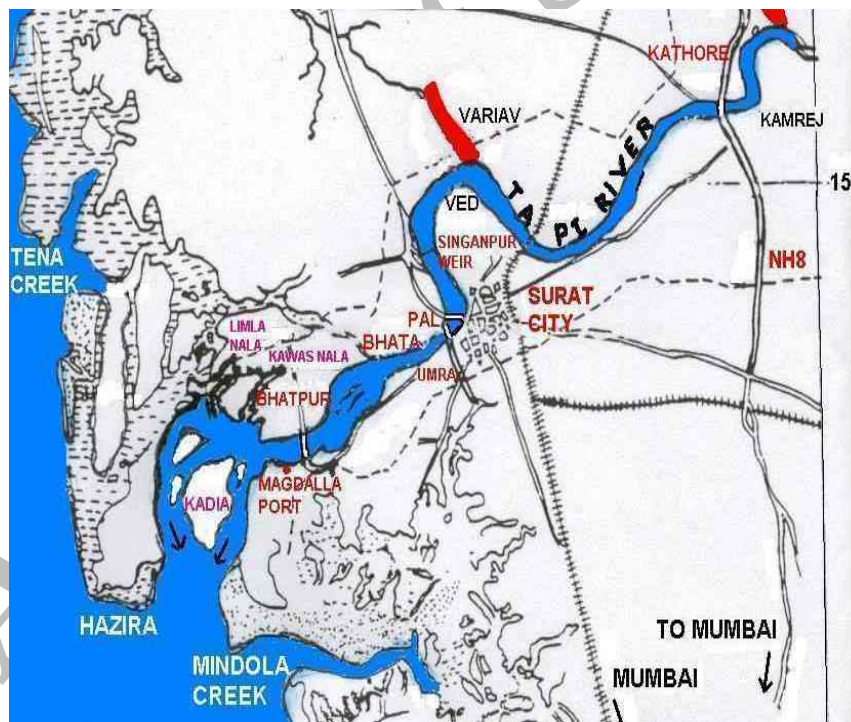 KATHORE
VARIAV
KAMREJ
TAPI RIVER
15
VED
TENA
CREEK
SINGANPUR
WEIR
NH8
SURAT
CITY
PAL
LIMLA
NALA
BHATA
KAWAS NALA
UMRA
BHATPUR
MAGDALLA
PORT
KADIA
HAZIRA
TO MUMBAI
MINDOLA
CREEK
MUMBAI